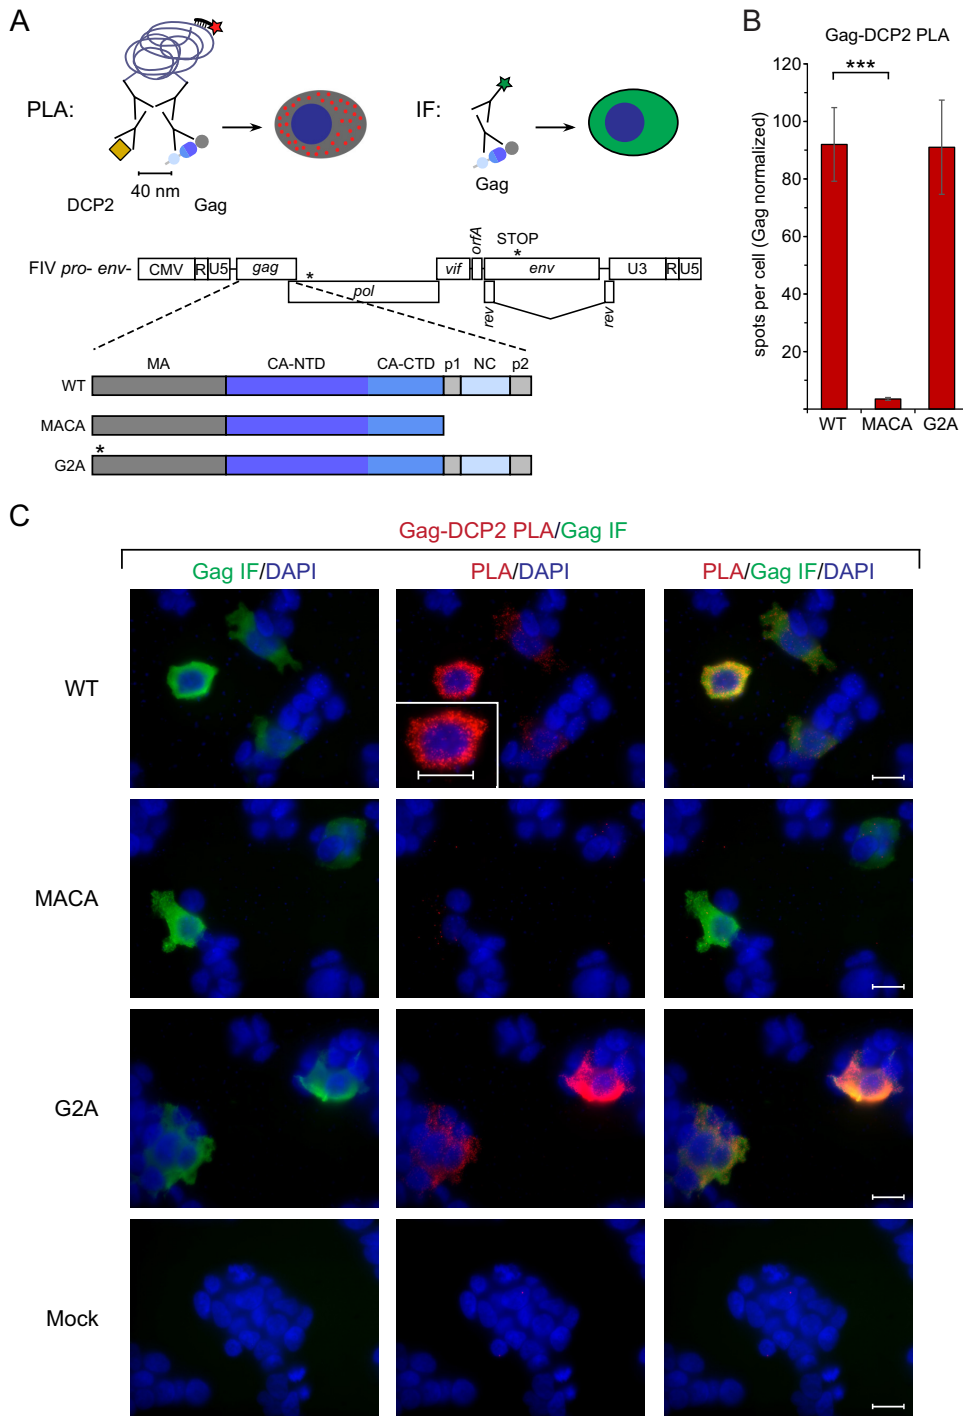 A
PLA:
40 nm
DCP2
Gag
IF:
Gag
B
Gag-DCP2 PLA
***
120
100
80
60
40
20
spots per cell (Gag normalized)
WT
MACA
G2A
FIV pro- env-
CMV
R
U5
gag
*
pol
vif
orfA
STOP
*
env
rev
rev
U3
R
U5
MA
CA-NTD
CA-CTD
p1
NC
p2
WT
MACA
*
G2A
C
Gag-DCP2 PLA/Gag IF
Gag IF/DAPI
PLA/DAPI
PLA/Gag IF/DAPI
WT
MACA
G2A
Mock